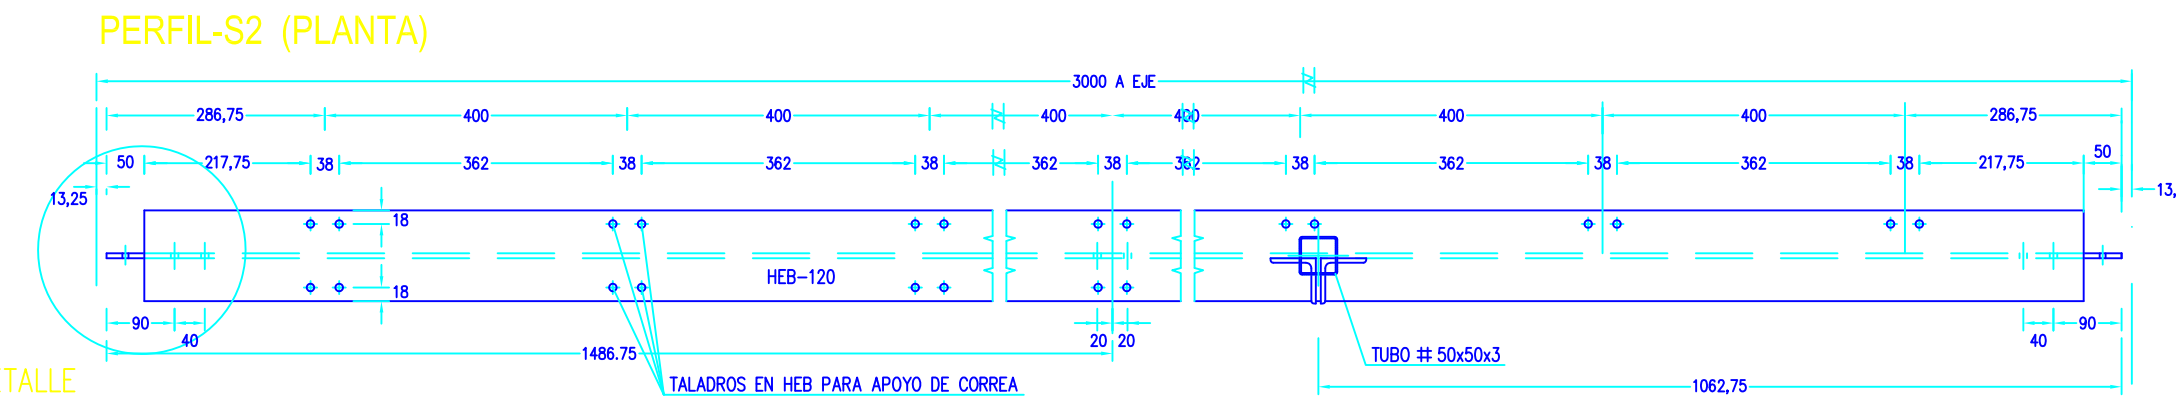 PERFIL-S2 (PLANTA)
3000 A EJE
286,75 400 400 400 400 400 400 286,75
50 217,75 38 362 38 362 38 362 38 362 38 362 38 362 38 217,75 50
13,25 13,
18
HEB-120
18
90 90
40 20 20 40
1486.75 TUBO # 50x50x3
ETALLE TALADROS EN HEB PARA APOYO DE CORREA 1062,75